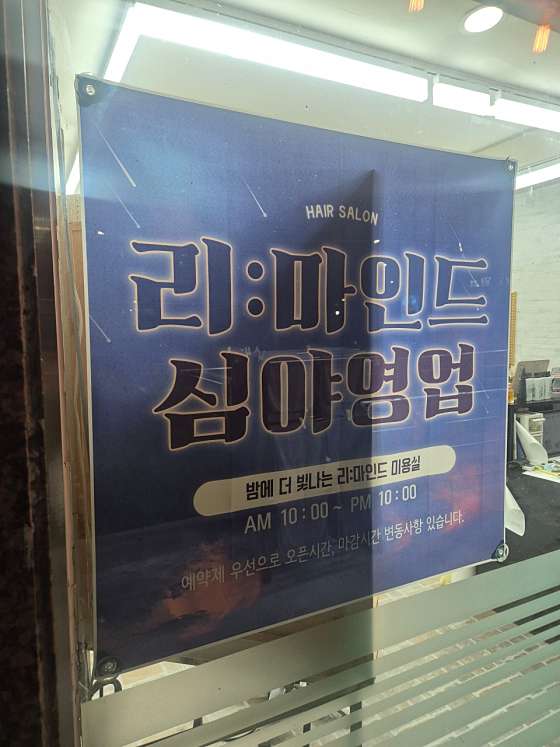 HAIR SALON
리:마인드
심야영업
밤에 더 빛나는 리:마인드 미용실
AM 10:00 ~ PM 10:00
예약제 우선으로 오픈시간, 마감시간 변동사항 있습니다.